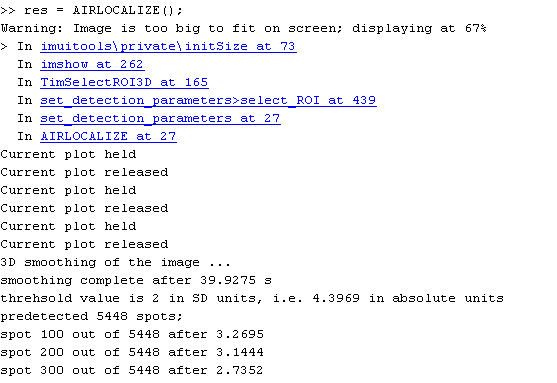 >> res = AIRLOCALIZE();
Warning: Image is too big to fit on screen; displaying at 67%
> In imuitools\private\initSize at 73
In imshow at 262
In TimSelectROI3D at 165
In set_detection_parameters>select_ROI at 439
In set_detection_parameters at 27
In AIRLOCALIZE at 27
Current plot held
Current plot released
Current plot held
Current plot released
Current plot held
Current plot released
3D smoothing of the image ...
smoothing complete after 39.9275 s
threhsold value is 2 in SD units, i.e. 4.3969 in absolute units
predetected 5448 spots;
spot 100 out of 5448 after 3.2695
spot 200 out of 5448 after 3.1444
spot 300 out of 5448 after 2.7352